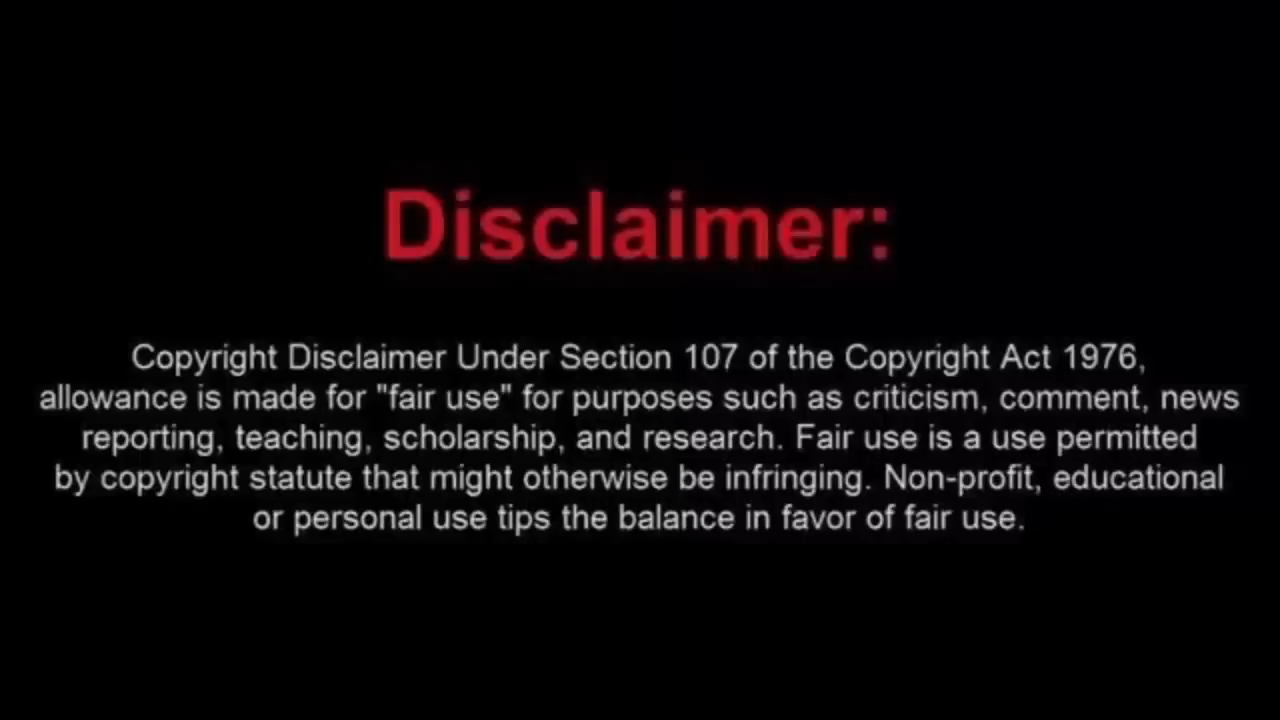 Disclaimer:
Copyright Disclaimer Under Section 107 of the Copyright Act 1976,
allowance is made for "fair use" for purposes such as criticism, comment, news
reporting, teaching, scholarship, and research. Fair use is a use permitted
by copyright statute that might otherwise be infringing. Non-profit, educational
or personal use tips the balance in favor of fair use.